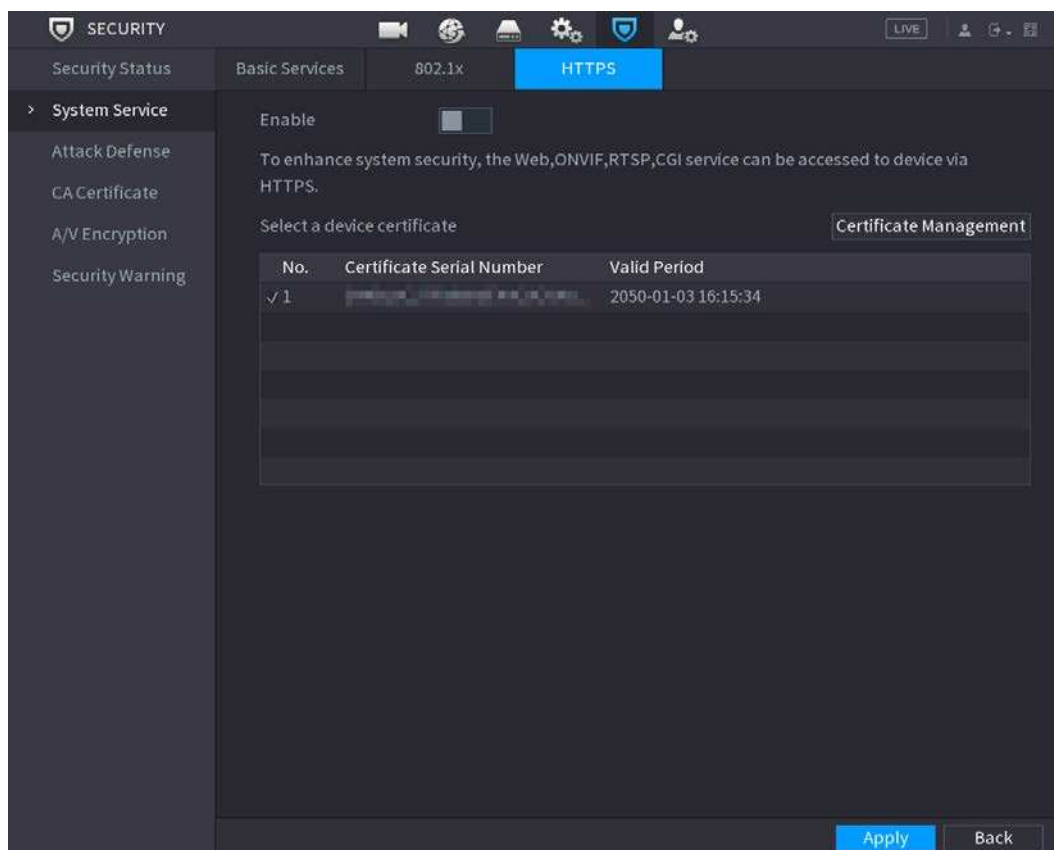 SECURITY
LIVE
Security Status
Basic Services
802.1x
HTTPS
> System Service
Enable
Attack Defense
To enhance system security, the Web,ONVIF,RTSP,CGI service can be accessed to device via
HTTPS.
CA Certificate
Select a device certificate
Certificate Management
A/V Encryption
No. Certificate Serial Number Valid Period
Security Warning
✓ 1 2050-01-03 16:15:34
Apply
Back